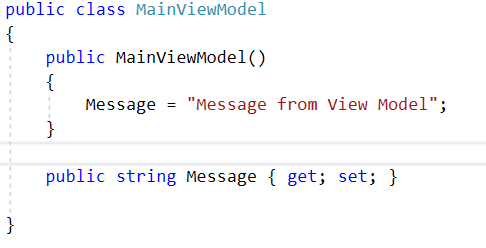 public class MainViewModel
{
    public MainViewModel()
    {
        Message = "Message from View Model";
    }
    public string Message { get; set; }
}